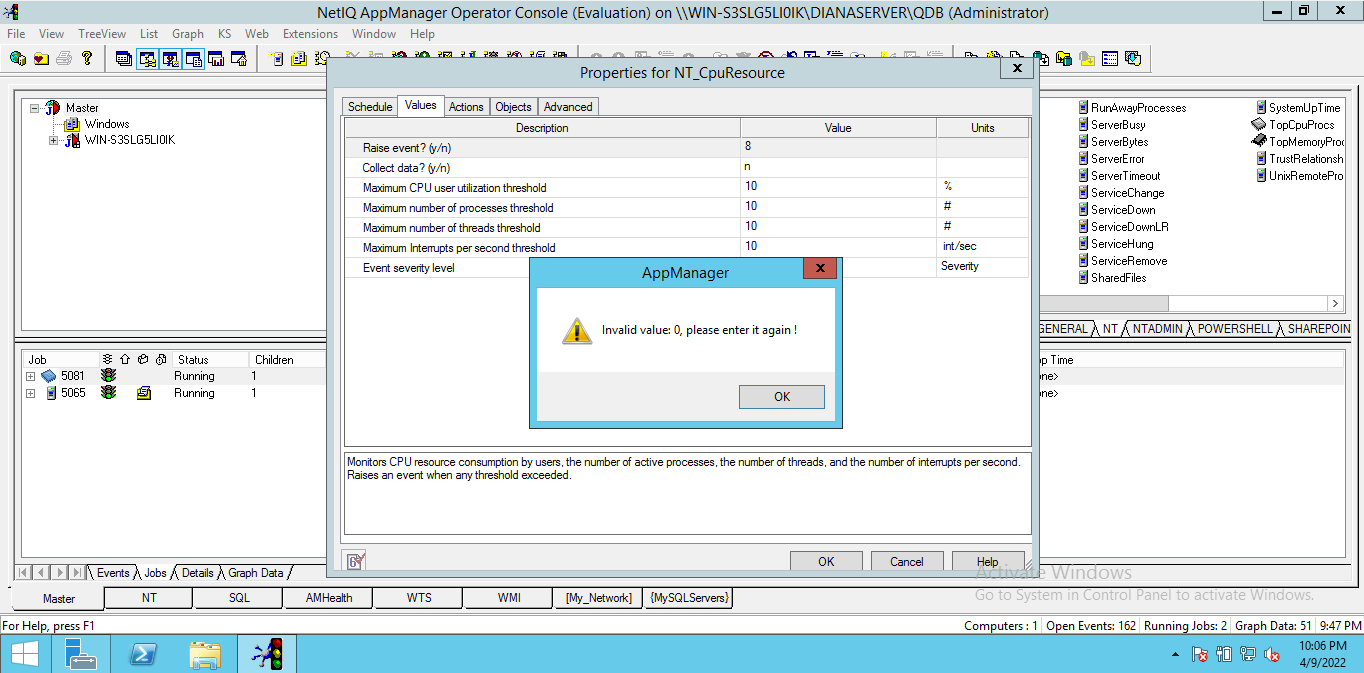 NetIQ AppManager Operator Console (Evaluation) on \\WIN-S3SLG5LI0IK\DIANASERVER\QDB (Administrator)
File View TreeView List Graph KS Web Extensions Window Help
Properties for NT_CpuResource
Schedule Values Actions Objects Advanced
Description Value Units
Raise event? (y/n) 8
Collect data? (y/n) n
Maximum CPU user utilization threshold 10 %
Maximum number of processes threshold 10 #
Maximum number of threads threshold 10 #
Maximum Interrupts per second threshold 10 int/sec
Event severity level Severity
AppManager
Invalid value: 0, please enter it again !
OK
Monitors CPU resource consumption by users, the number of active processes, the number of threads, and the number of interrupts per second.
Raises an event when any threshold exceeded.
OK Cancel Help
Master
Windows
WIN-S3SLG5LI0IK
RunAwayProcesses
ServerBusy
ServerBytes
ServerError
ServerTimeout
ServiceChange
ServiceDown
ServiceDownLR
ServiceHung
ServiceRemove
SharedFiles
SystemUpTime
TopCpuProcs
TopMemoryProc
TrustRelationsh
UnixRemotePro
GENERAL NT NTADMIN POWERSHELL SHAREPOIN
Job Status Children
5081 Running 1
5065 Running 1
op Time
one>
one>
Events Jobs Details Graph Data
Activate Windows
Go to System in Control Panel to activate Windows.
Master NT SQL AMHealth WTS WMI [My_Network] {MySQLServers}
For Help, press F1
Computers : 1 Open Events: 162 Running Jobs: 2 Graph Data: 51 9:47 PM
10:06 PM
4/9/2022